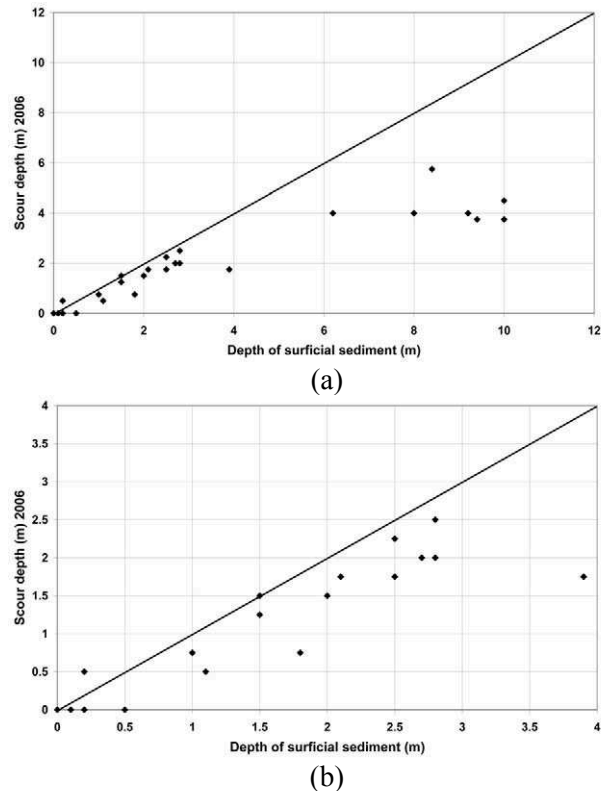 12
10
8
6
4
2
0
Scour depth (m) 2006
0 2 4 6 8 10 12
Depth of surficial sediment (m)
(a)
4
3.5
3
2.5
2
1.5
1
0.5
0
Scour depth (m) 2006
0 0.5 1 1.5 2 2.5 3 3.5 4
Depth of surficial sediment (m)
(b)